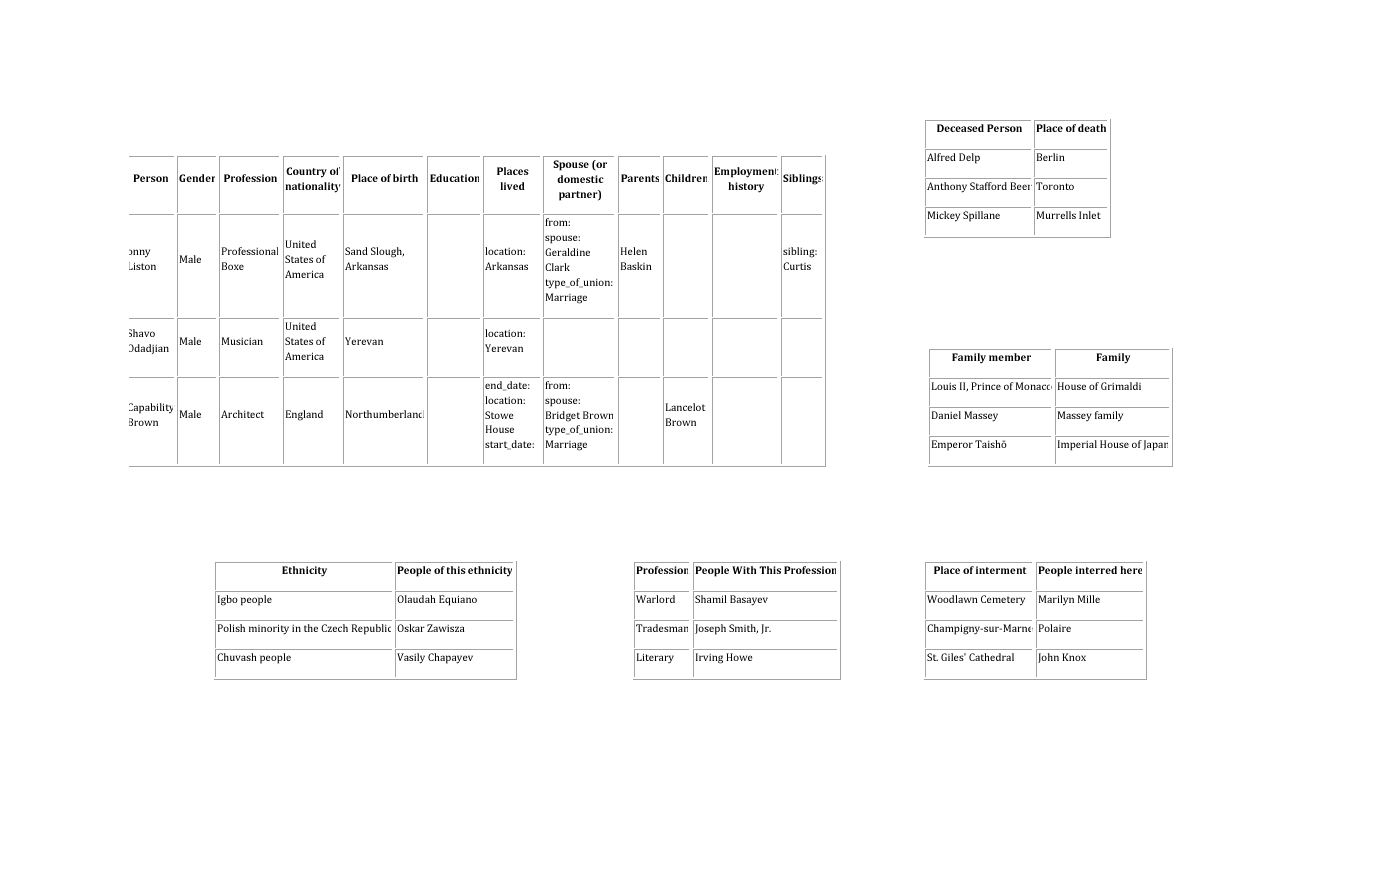 Person Gender Profession Country of nationality Place of birth Education Places lived Spouse (or domestic partner) Parents Children Employment history Siblings
onny Liston Male Professional Boxe United States of America Sand Slough, Arkansas location: Arkansas from: spouse: Geraldine Clark type_of_union: Marriage Helen Baskin sibling: Curtis
Shavo Odadjian Male Musician United States of America Yerevan location: Yerevan
Capability Brown Male Architect England Northumberland end_date: location: Stowe House start_date: from: spouse: Bridget Brown type_of_union: Marriage Lancelot Brown
Deceased Person Place of death
Alfred Delp Berlin
Anthony Stafford Beer Toronto
Mickey Spillane Murrells Inlet
Family member Family
Louis II, Prince of Monaco House of Grimaldi
Daniel Massey Massey family
Emperor Taishō Imperial House of Japan
Ethnicity People of this ethnicity
Igbo people Olaudah Equiano
Polish minority in the Czech Republic Oskar Zawisza
Chuvash people Vasily Chapayev
Profession People With This Profession
Warlord Shamil Basayev
Tradesman Joseph Smith, Jr.
Literary Irving Howe
Place of interment People interred here
Woodlawn Cemetery Marilyn Mille
Champigny-sur-Marne Polaire
St. Giles' Cathedral John Knox